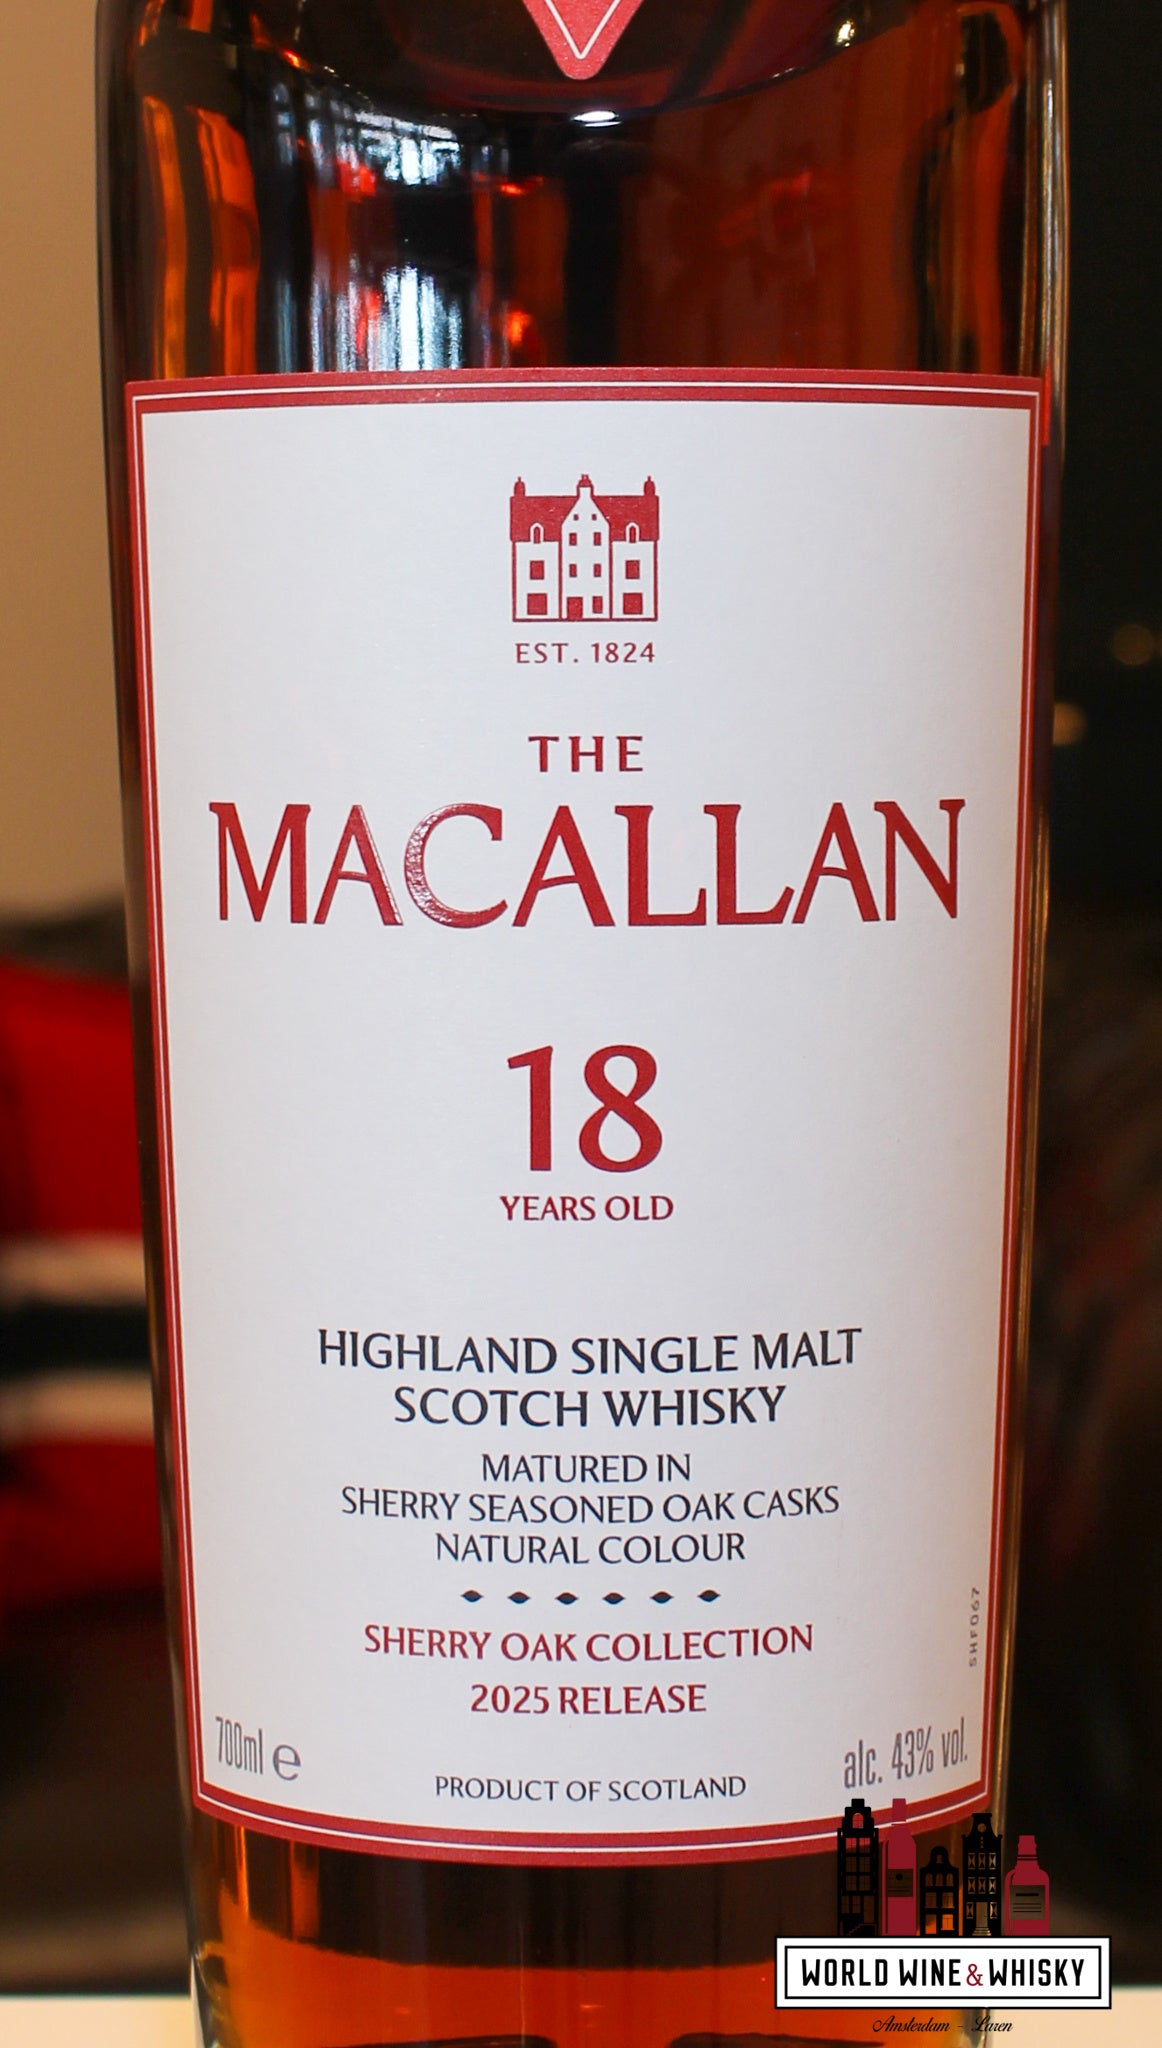 EST. 1824
THE
MACALLAN
18
YEARS OLD
HIGHLAND SINGLE MALT
SCOTCH WHISKY
MATURED IN
SHERRY SEASONED OAK CASKS
NATURAL COLOUR
SHERRY OAK COLLECTION
2025 RELEASE
5HF067
700ml e
alc. 43% vol.
PRODUCT OF SCOTLAND
WORLD WINE & WHISKY
Amsterdam - Laren